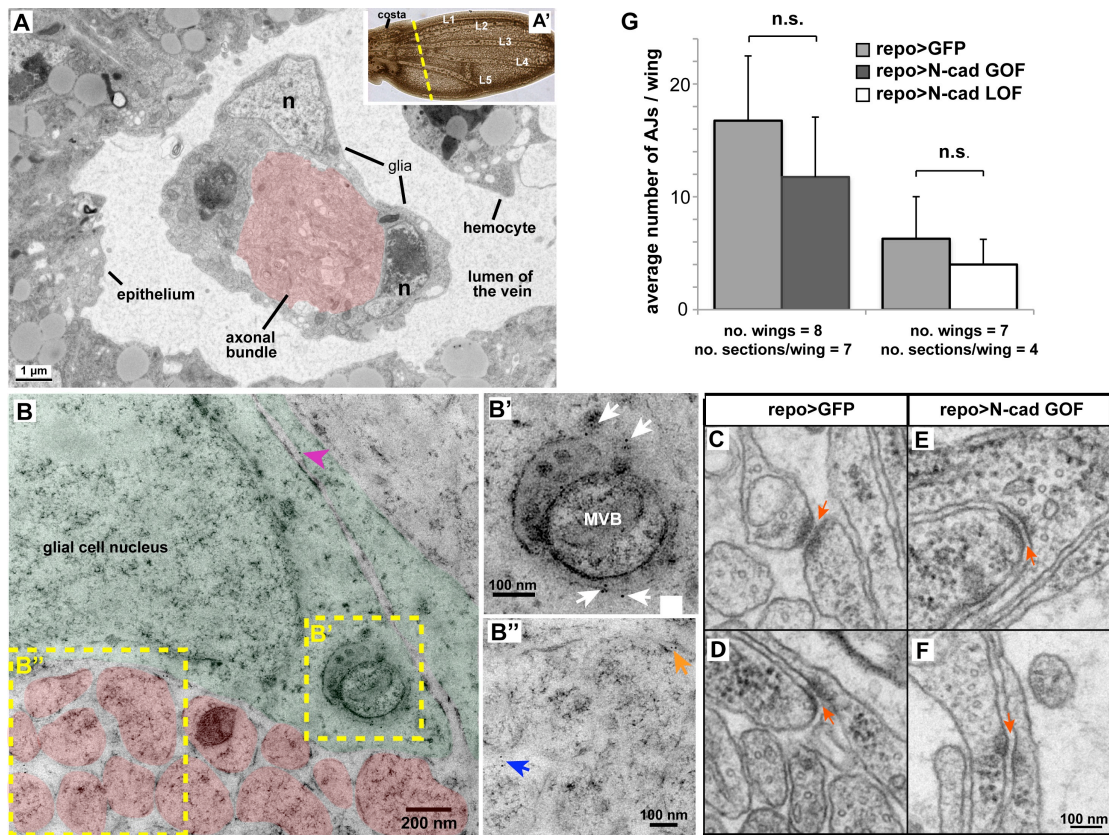 A
costa
L1
L2
L3
L4
L5
A'
n
glia
hemocyte
lumen of
the vein
n
epithelium
axonal
bundle
1 µm
G
n.s.
repo>GFP
repo>N-cad GOF
repo>N-cad LOF
n.s.
average number of AJs / wing
20
10
0
no. wings = 8
no. sections/wing = 7
no. wings = 7
no. sections/wing = 4
B
glial cell nucleus
B'
B''
200 nm
B'
MVB
100 nm
B''
100 nm
repo>GFP
repo>N-cad GOF
C
E
D
F
100 nm